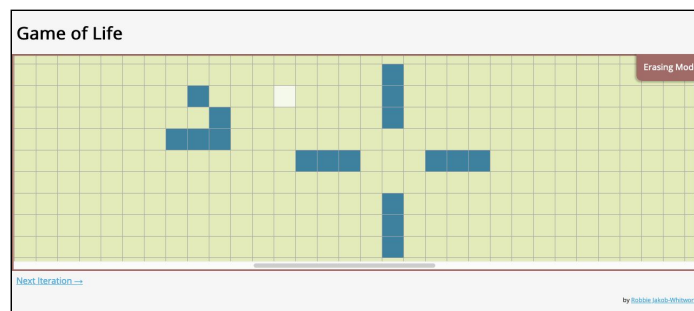 Game of Life
Erasing Mod
Next Iteration →
by Robbie Jakob-Whitwor